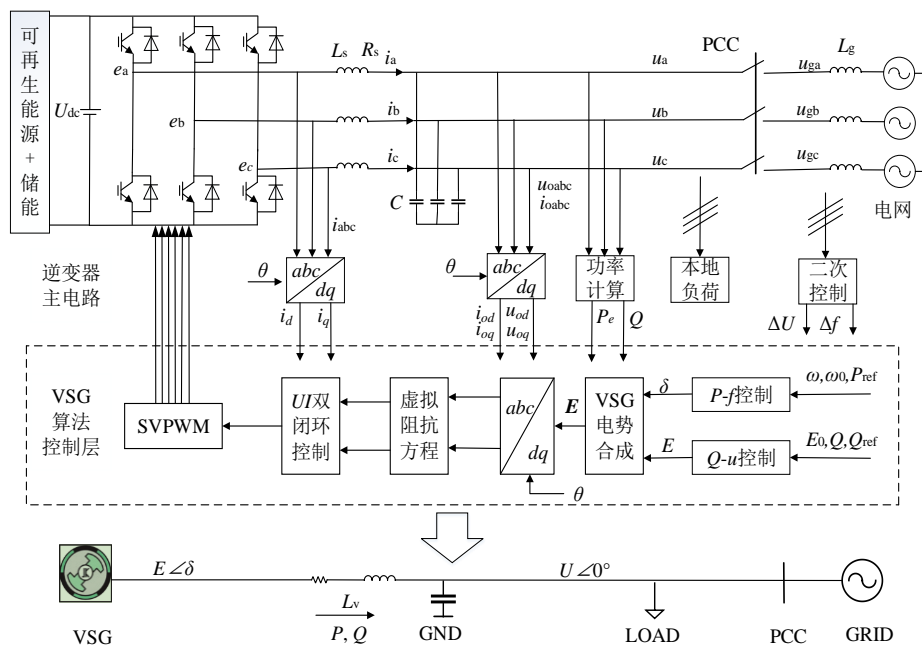 可再生能源+储能
Udc
ea
eb
ec
Ls Rs ia
ib
ic
C
ua
ub
uc
PCC
uga
ugb
ugc
Lg
电网
iabc
uoabc
ioabc
逆变器
主电路
θ
abc
dq
id iq
θ
abc
dq
iod uod
ioq uoq
功率
计算
Pe Q
本地
负荷
二次
控制
ΔU Δf
VSG
算法
控制层
SVPWM
UI双
闭环
控制
虚拟
阻抗
方程
abc
dq
θ
E
VSG
电势
合成
δ
E
P-f控制
Q-u控制
ω,ω0,Pref
E0,Q,Qref
E∠δ
U∠0°
Lv
P, Q
VSG
GND
LOAD
PCC
GRID